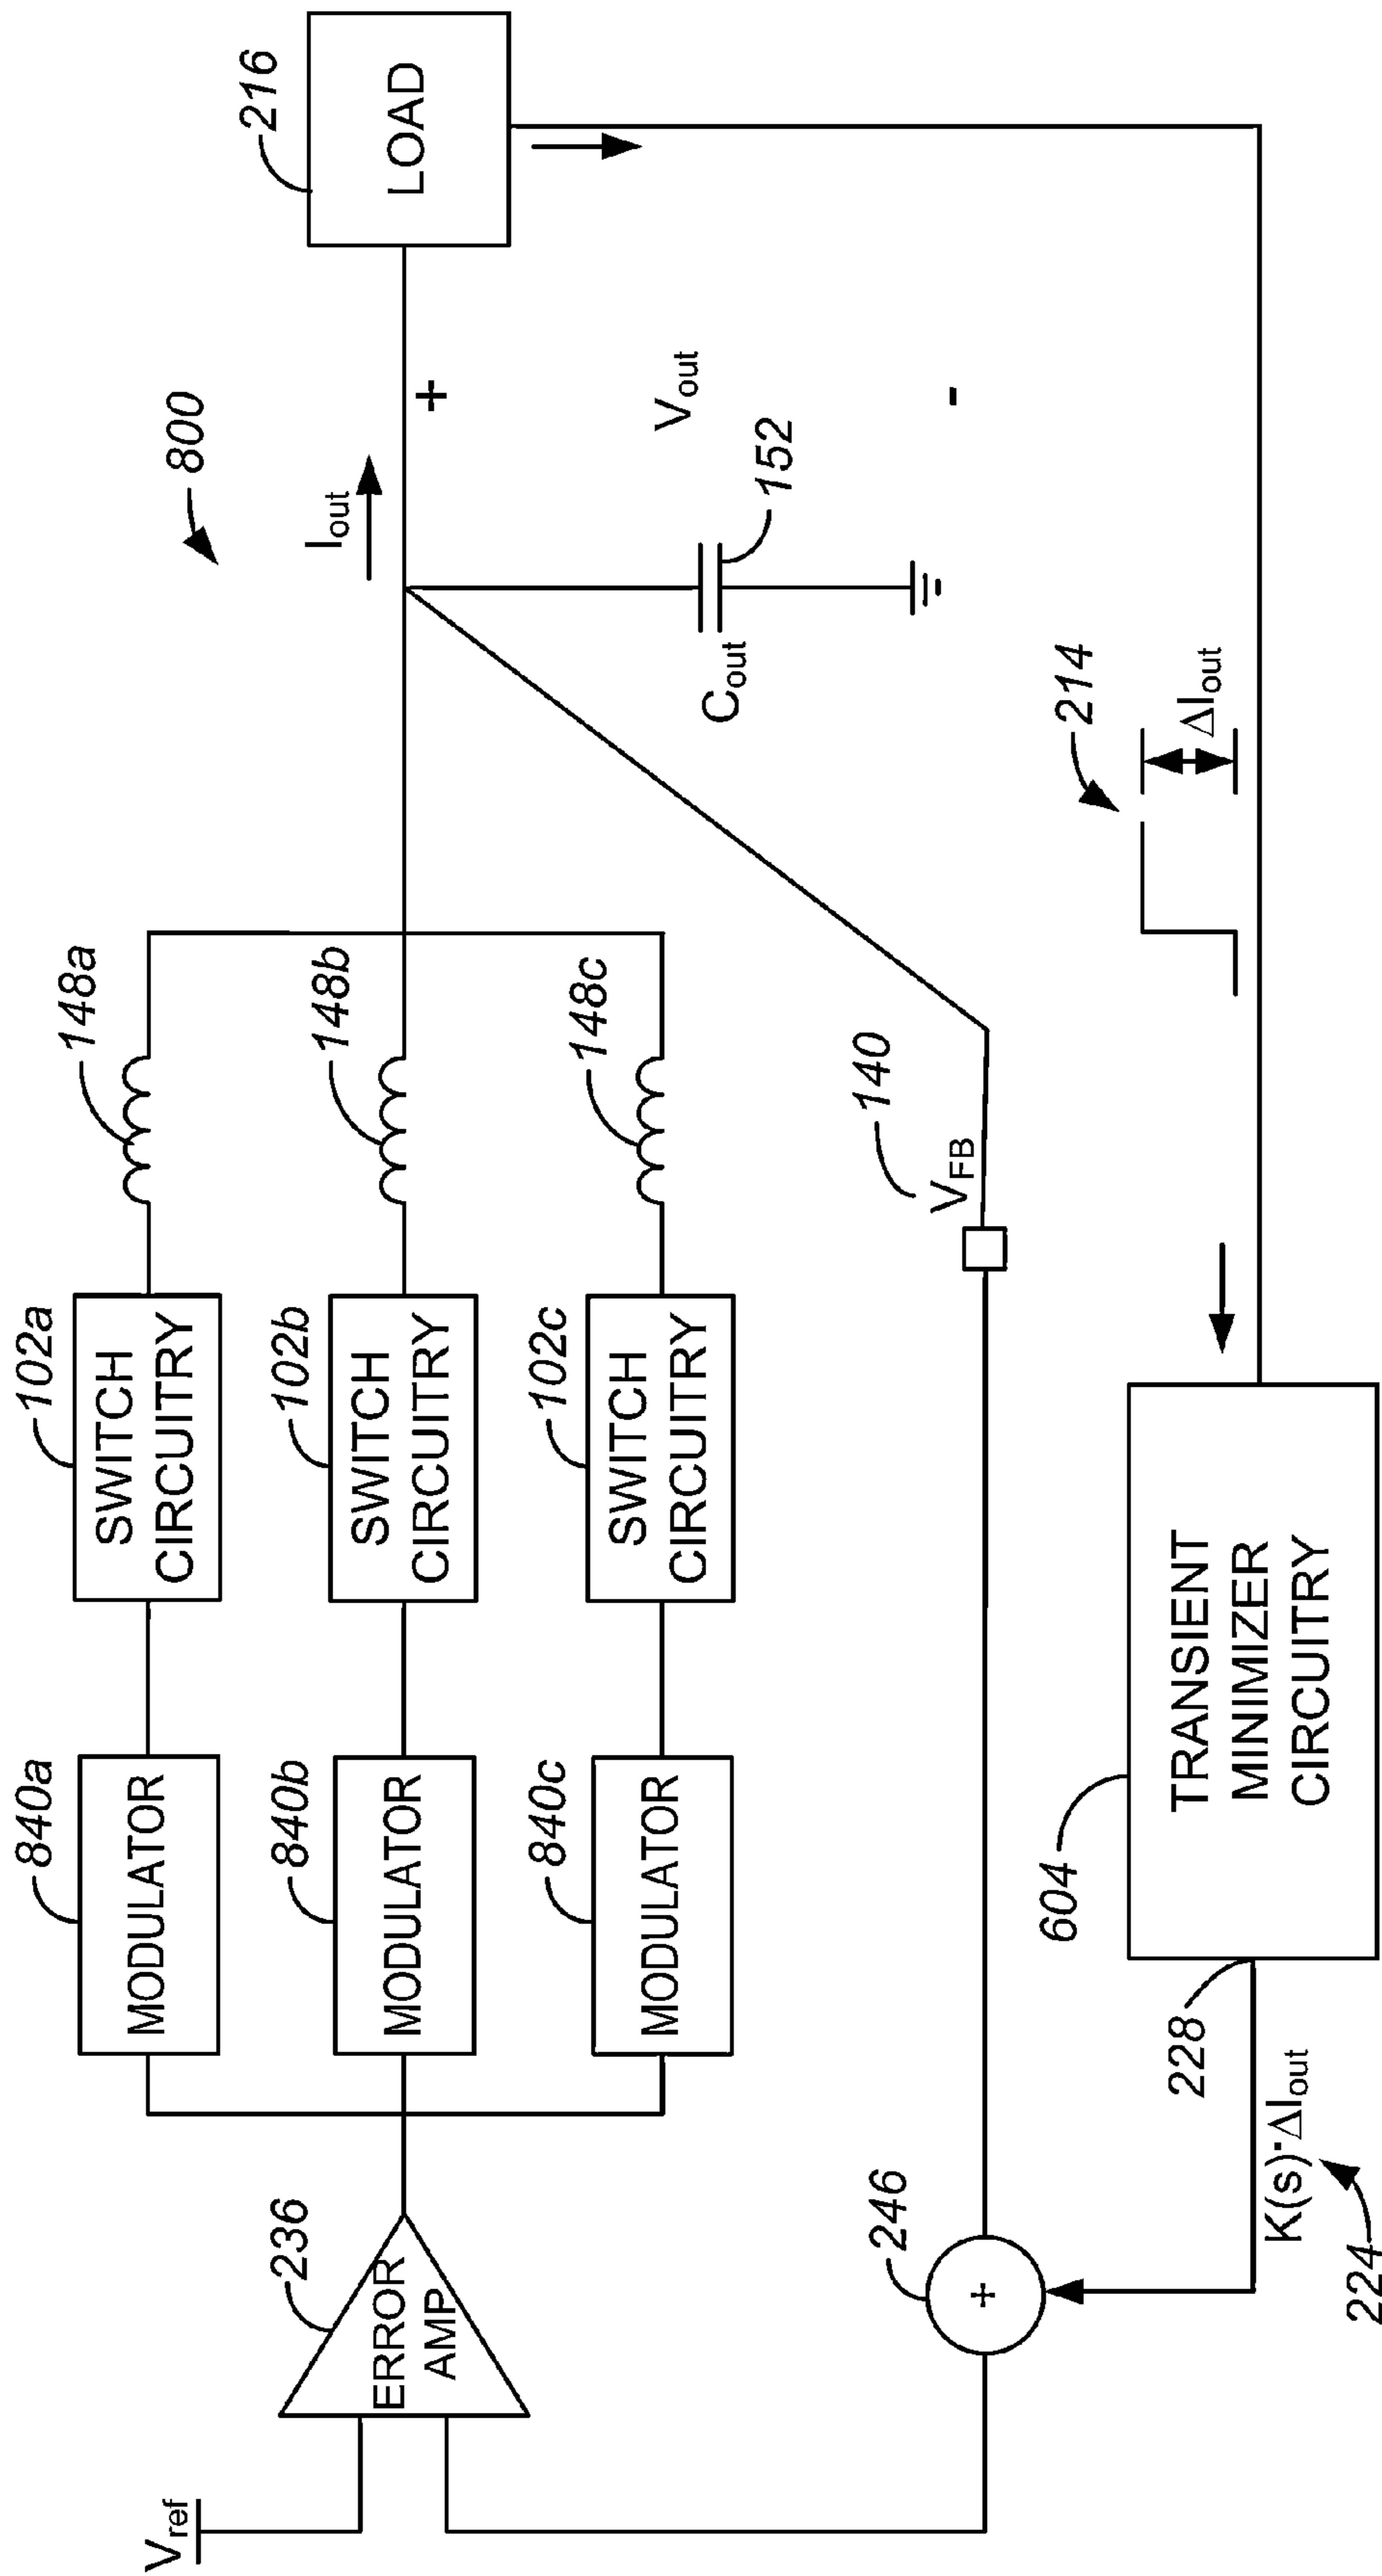 800
840a
MODULATOR
102a
SWITCH
CIRCUITRY
148a
840b
MODULATOR
102b
SWITCH
CIRCUITRY
148b
840c
MODULATOR
102c
SWITCH
CIRCUITRY
148c
Vref
236
ERROR
AMP
Iout
216
LOAD
+
Vout
-
Cout
152
140
VFB
246
+
214
ΔIout
604
TRANSIENT
MINIMIZER
CIRCUITRY
228
K(s)·ΔIout
224